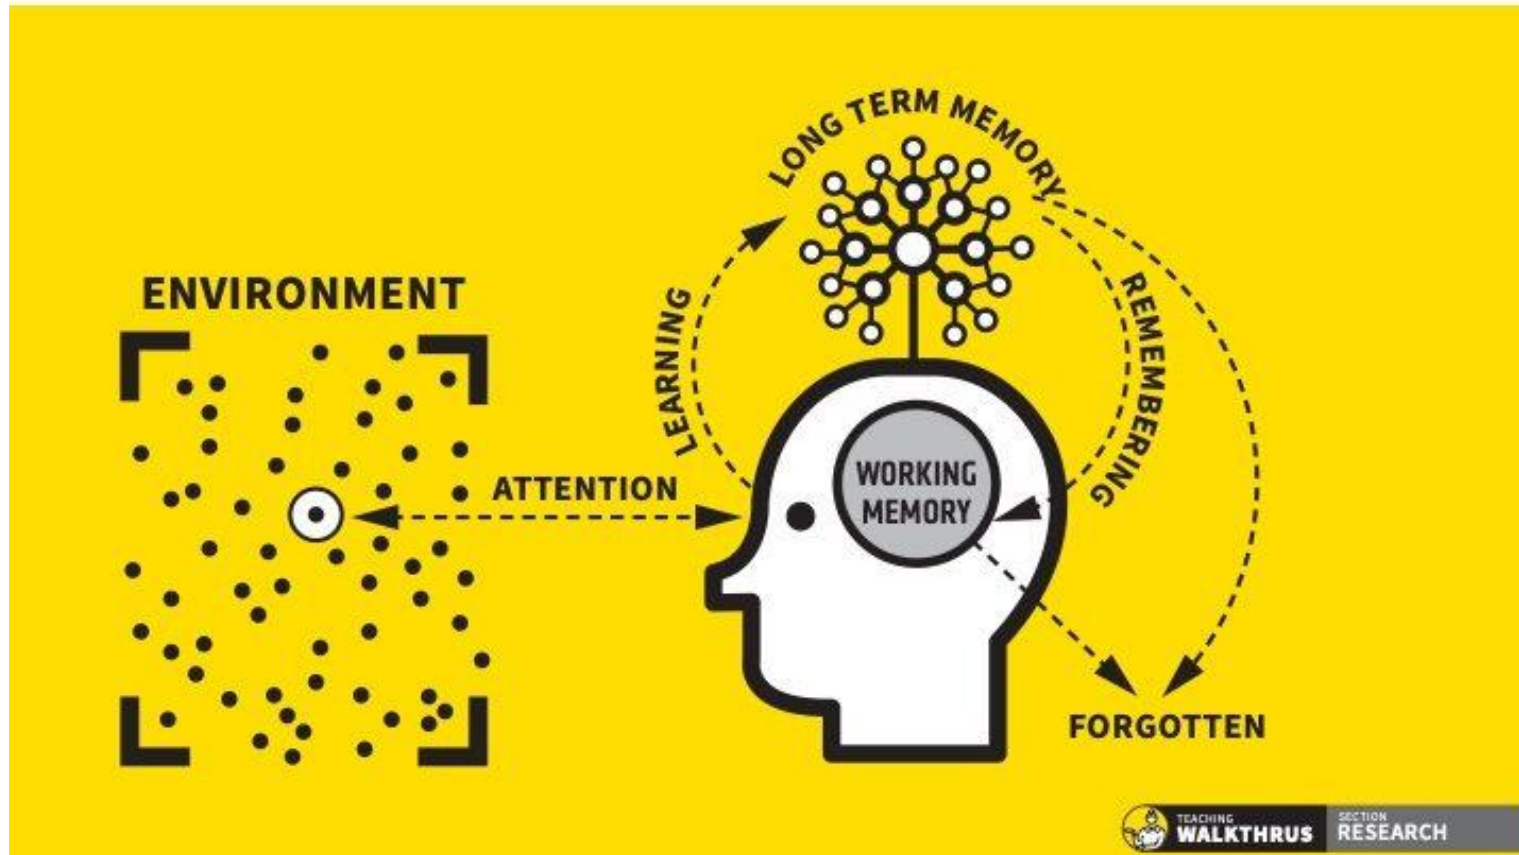 LONG TERM MEMORY
ENVIRONMENT
LEARNING
REMEMBERING
ATTENTION
WORKING
MEMORY
FORGOTTEN
TEACHING
WALKTHRUS
SECTION
RESEARCH